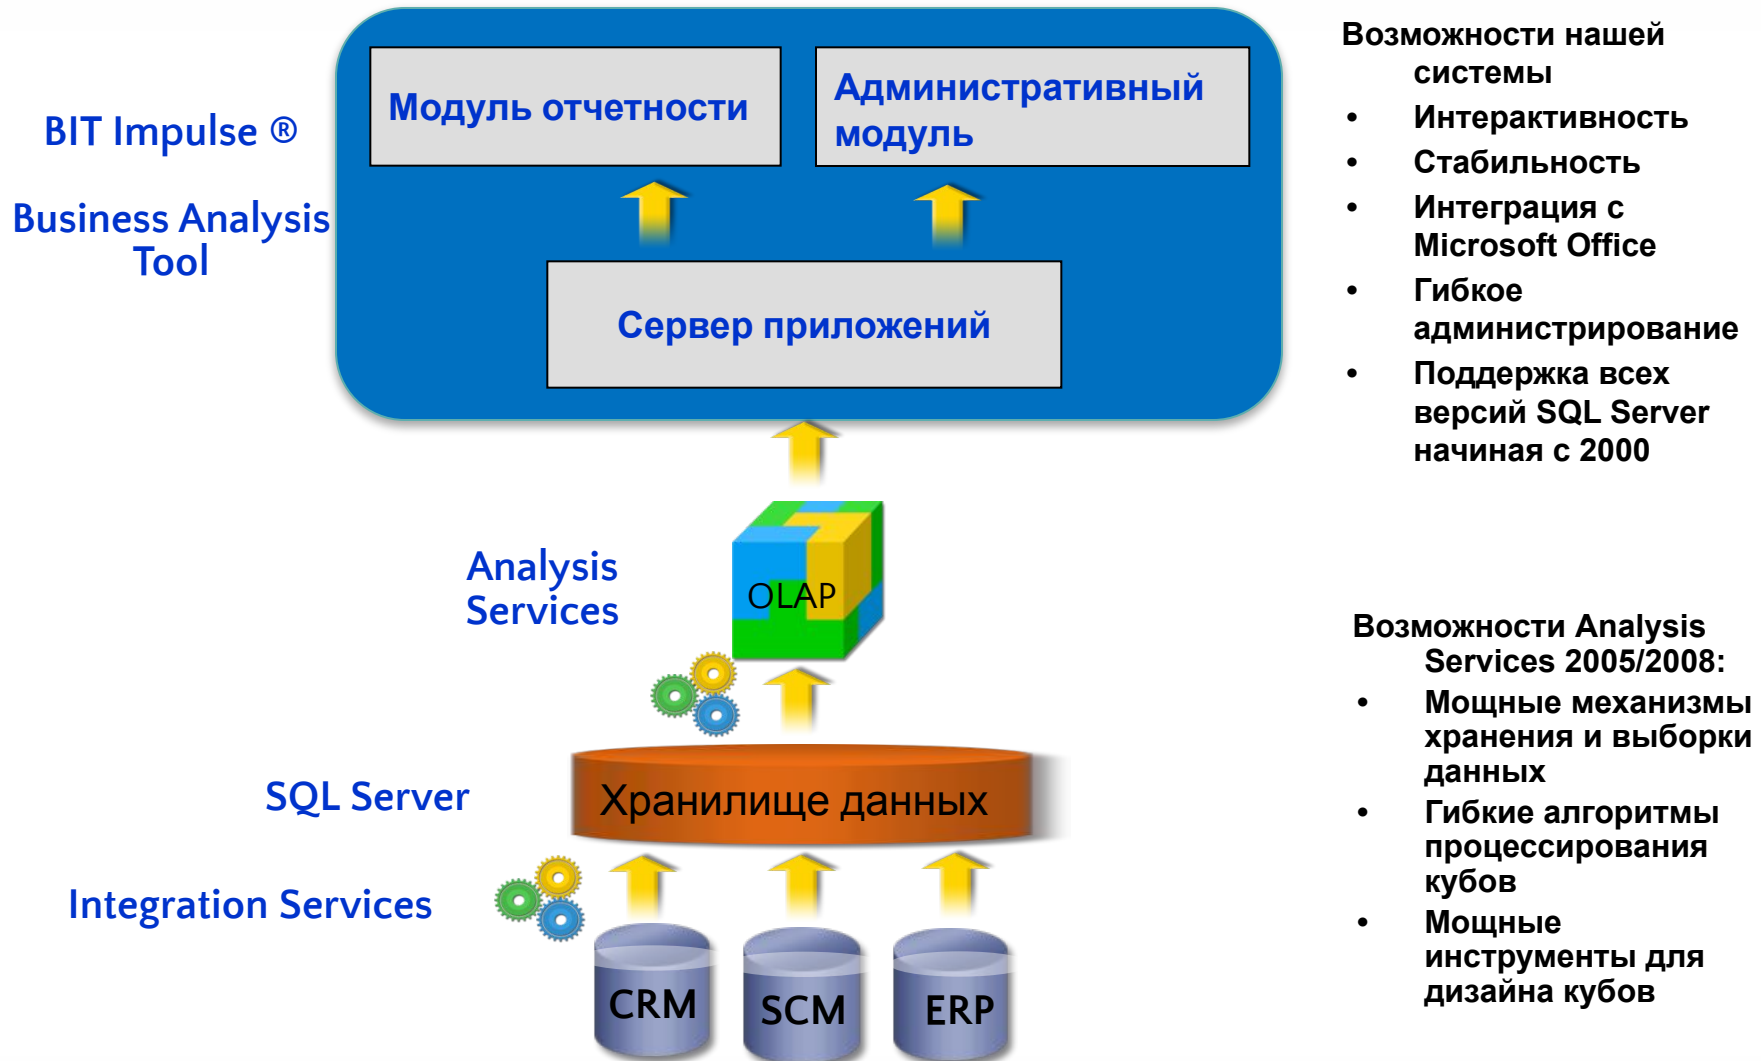 Модуль отчетности
Административный
модуль
BIT Impulse ®
Business Analysis
Tool
Сервер приложений
Analysis
Services
OLAP
SQL Server
Хранилище данных
Integration Services
CRM
SCM
ERP
Возможности нашей
системы
• Интерактивность
• Стабильность
• Интеграция с
Microsoft Office
• Гибкое
администрирование
• Поддержка всех
версий SQL Server
начиная с 2000
Возможности Analysis
Services 2005/2008:
• Мощные механизмы
хранения и выборки
данных
• Гибкие алгоритмы
процессирования
кубов
• Мощные
инструменты для
дизайна кубов